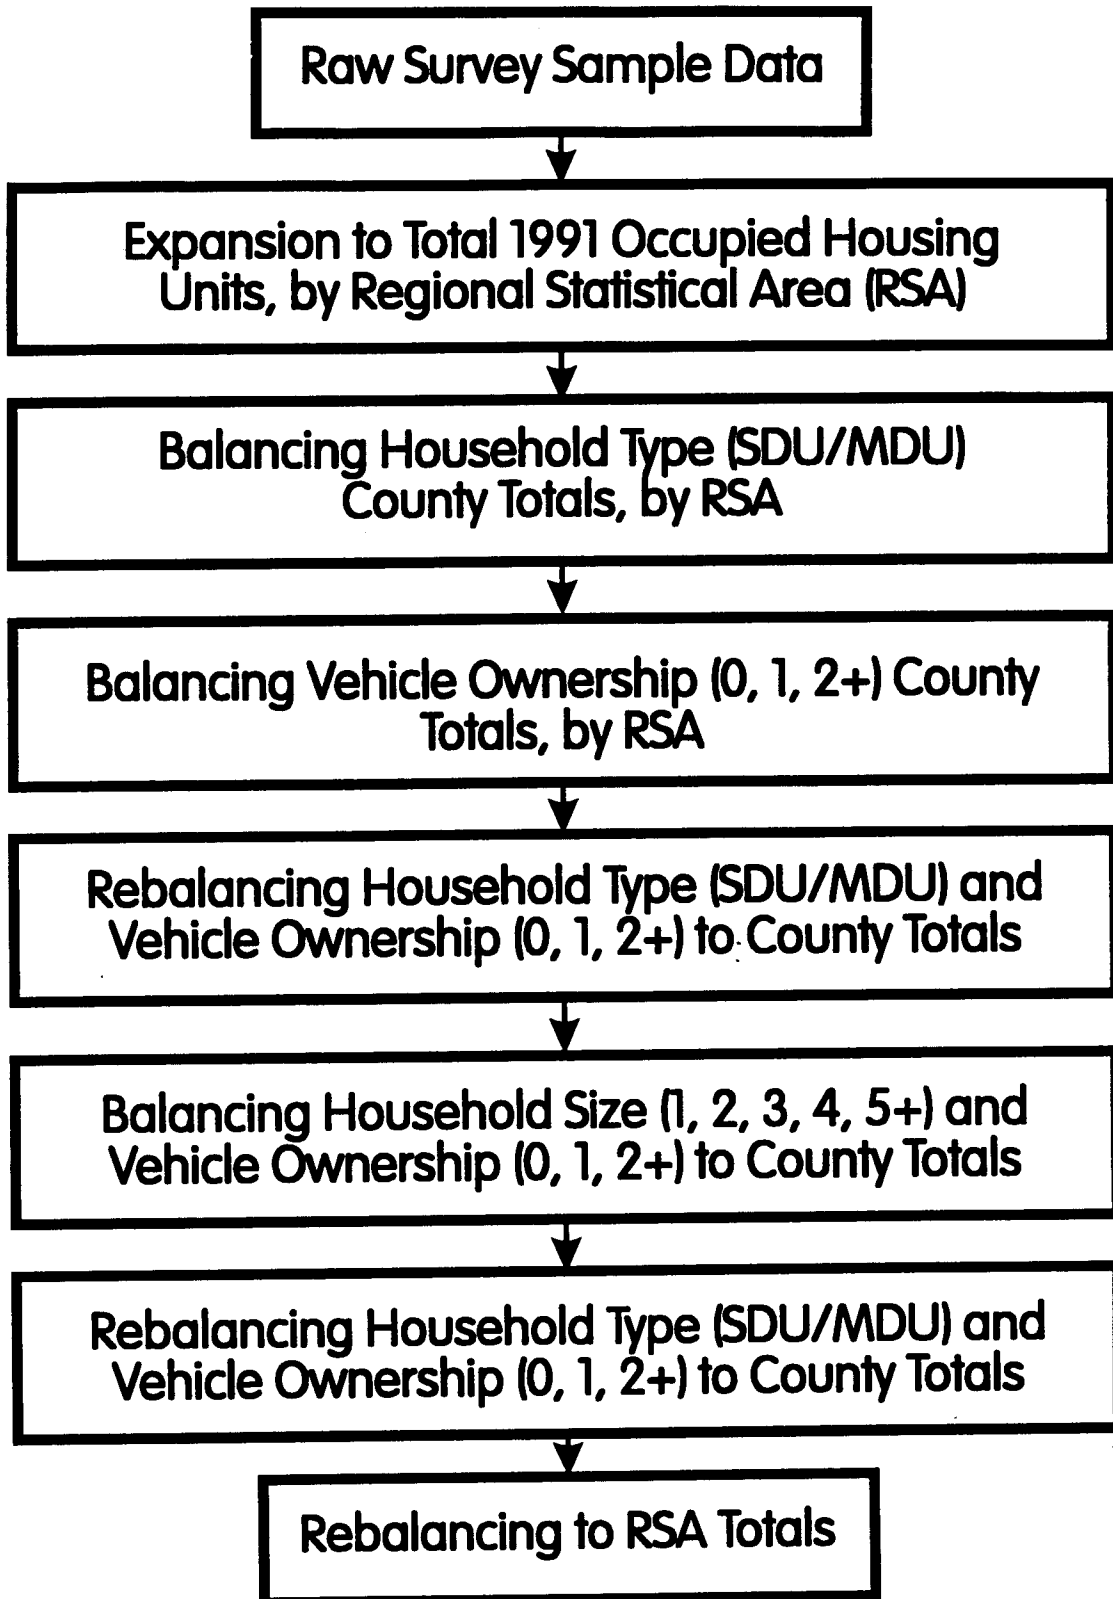 Raw Survey Sample Data
Expansion to Total 1991 Occupied Housing
Units, by Regional Statistical Area (RSA)
Balancing Household Type (SDU/MDU)
County Totals, by RSA
Balancing Vehicle Ownership (0, 1, 2+) County
Totals, by RSA
Rebalancing Household Type (SDU/MDU) and
Vehicle Ownership (0, 1, 2+) to County Totals
Balancing Household Size (1, 2, 3, 4, 5+) and
Vehicle Ownership (0, 1, 2+) to County Totals
Rebalancing Household Type (SDU/MDU) and
Vehicle Ownership (0, 1, 2+) to County Totals
Rebalancing to RSA Totals